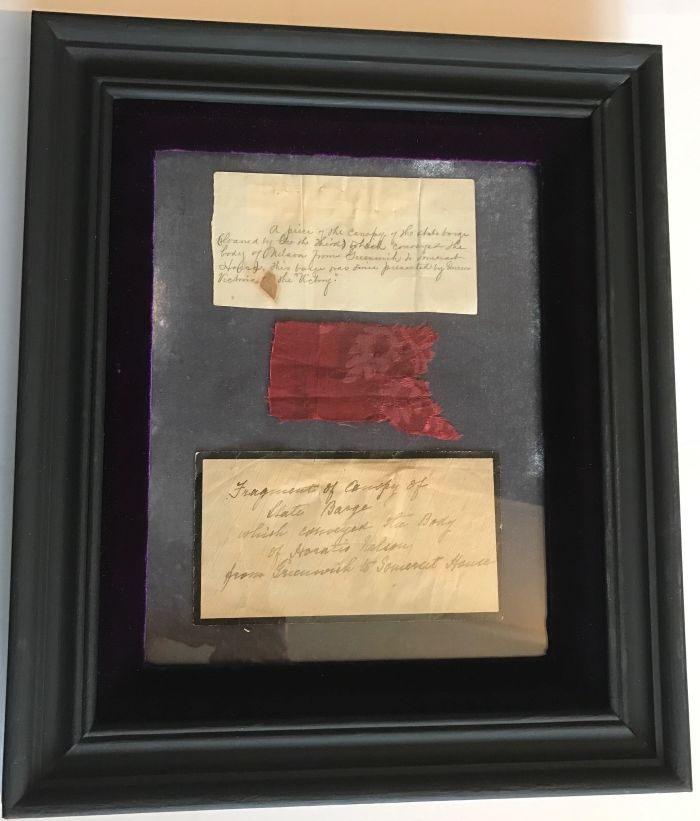 A piece of the canopy of the state barge
(loaned by Geo the third) which conveyed the
body of Nelson from Greenwich to Somerset
House, this barge was since presented by Queen
Victoria to the "Victory".
Fragment of Canopy of
State Barge
which conveyed the Body
of Horatio Nelson
from Greenwich to Somerset House